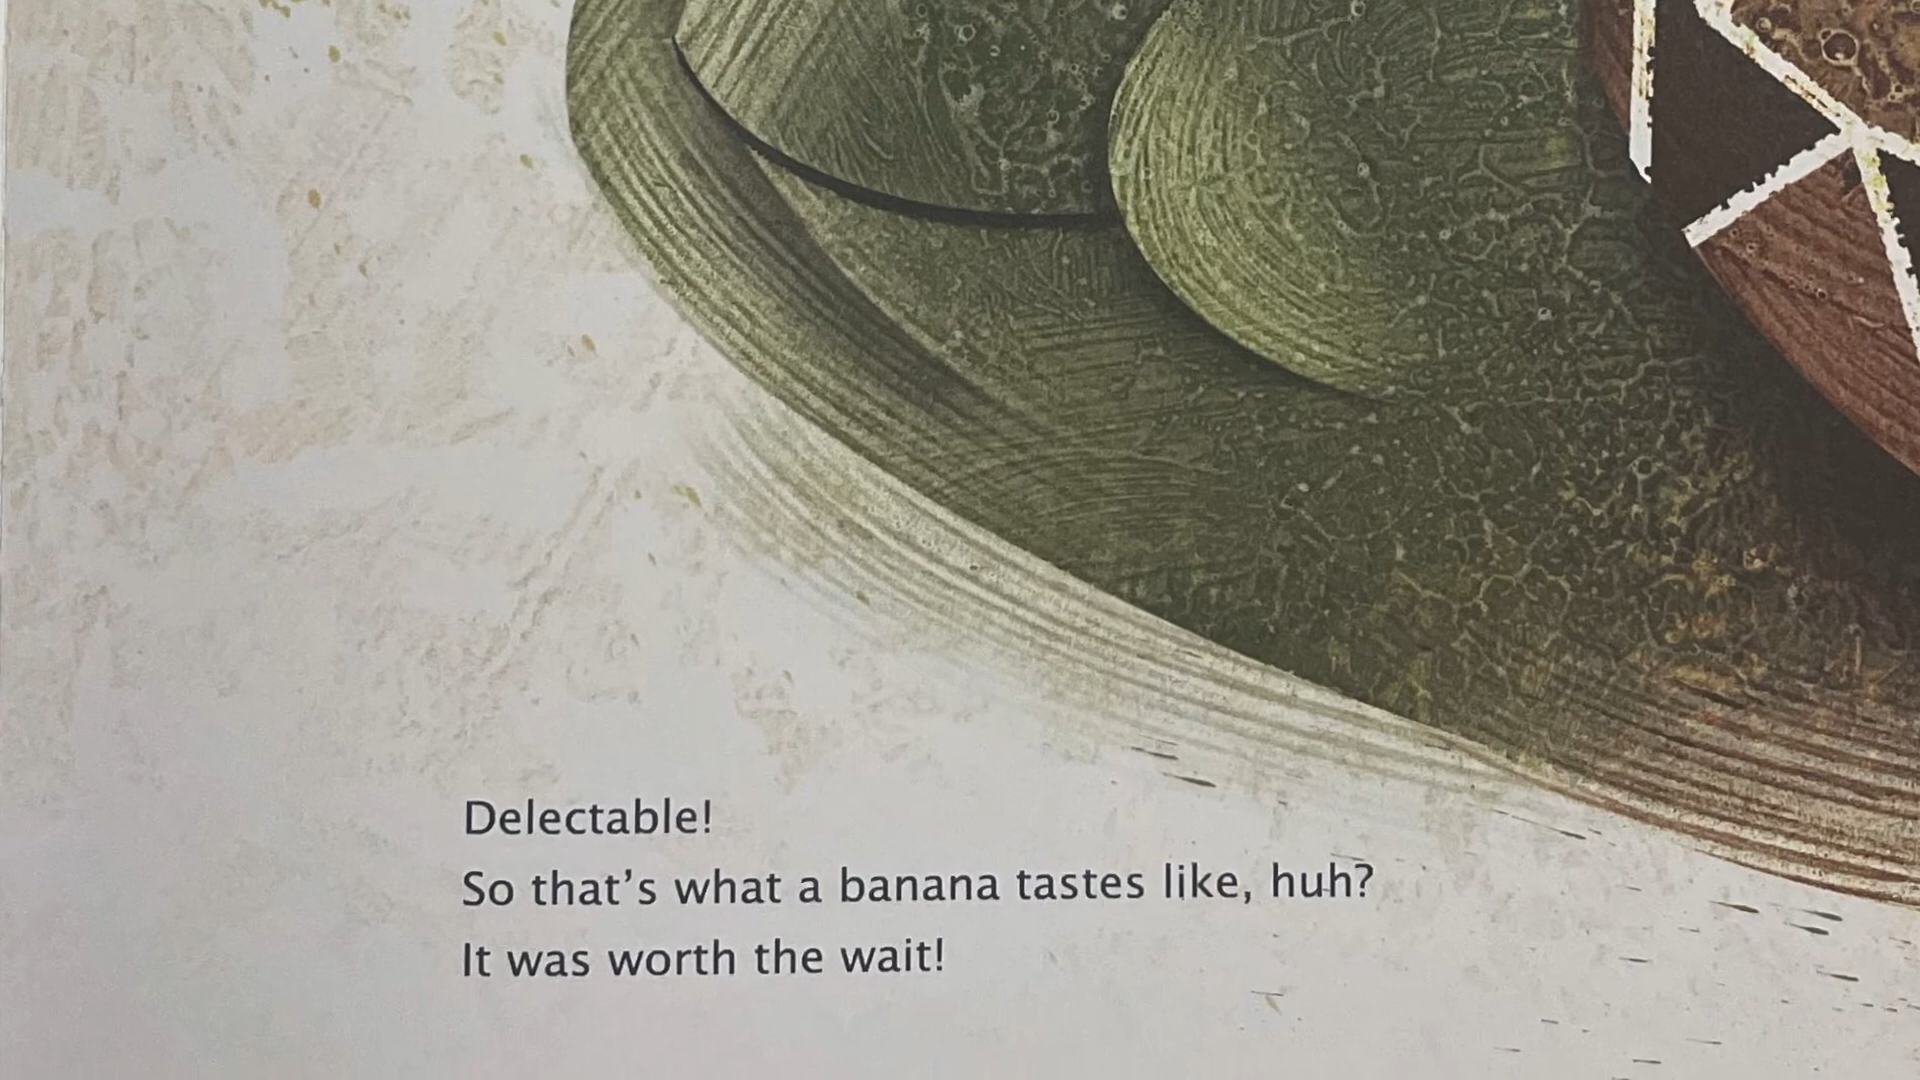 Delectable!
So that's what a banana tastes like, huh?
It was worth the wait!